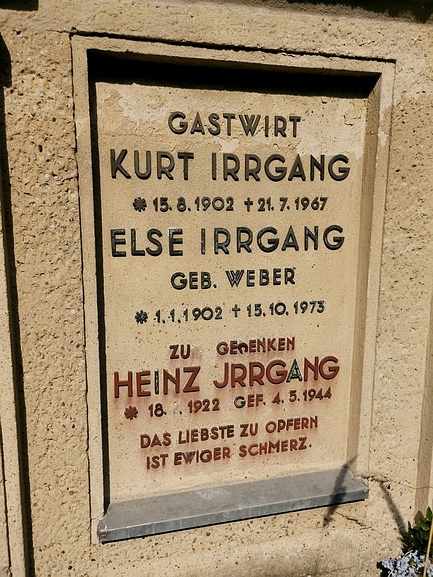 GASTWIRT
KURT IRRGANG
* 15.8.1902 † 21.7.1967
ELSE IRRGANG
GEB. WEBER
* 1.1.1902 † 15.10.1973
ZU GEDENKEN
HEINZ JRRGANG
* 18. .1922 GEF. 4.5.1944
DAS LIEBSTE ZU OPFERN
IST EWIGER SCHMERZ.